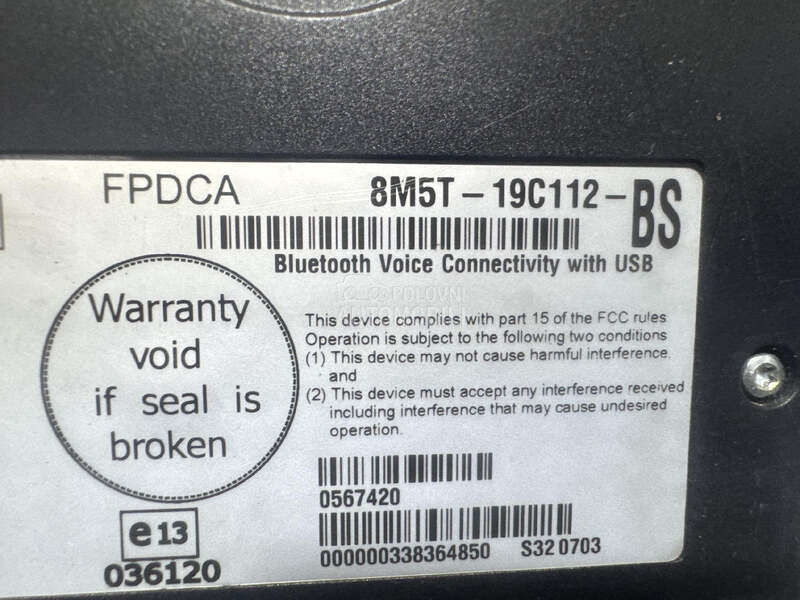 FPDCA
8M5T-19C112-BS
Bluetooth Voice Connectivity with USB
POLOVNI
Warranty
void
if seal is
broken
This device complies with part 15 of the FCC rules
Operation is subject to the following two conditions
(1) This device may not cause harmful interference.
and
(2) This device must accept any interference received
including interference that may cause undesired
operation.
0567420
000000338364850 S32 0703
e13
036120